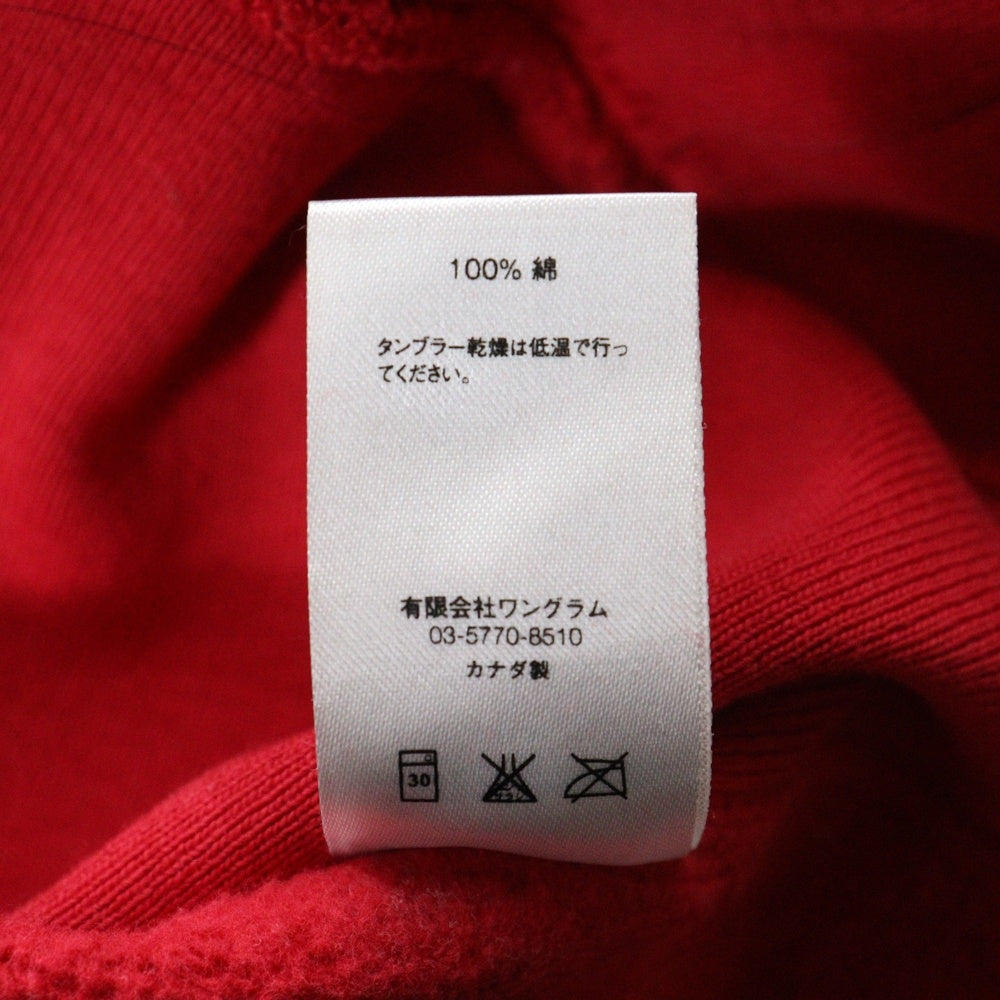 100% 綿
タンブラー乾燥は低温で行っ
てください。
有限会社ワングラム
03-5770-8510
カナダ製
30